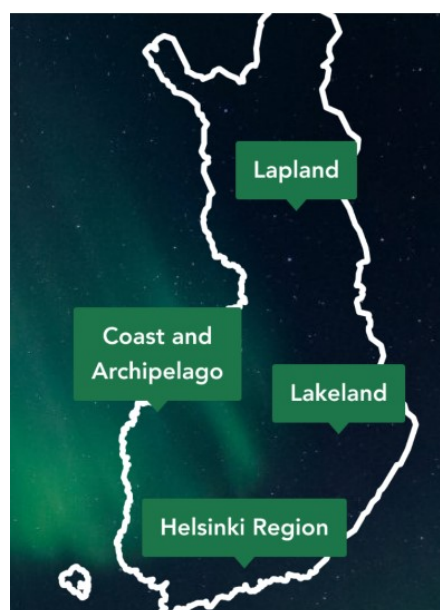 Lapland
Coast and
Archipelago
Lakeland
Helsinki Region